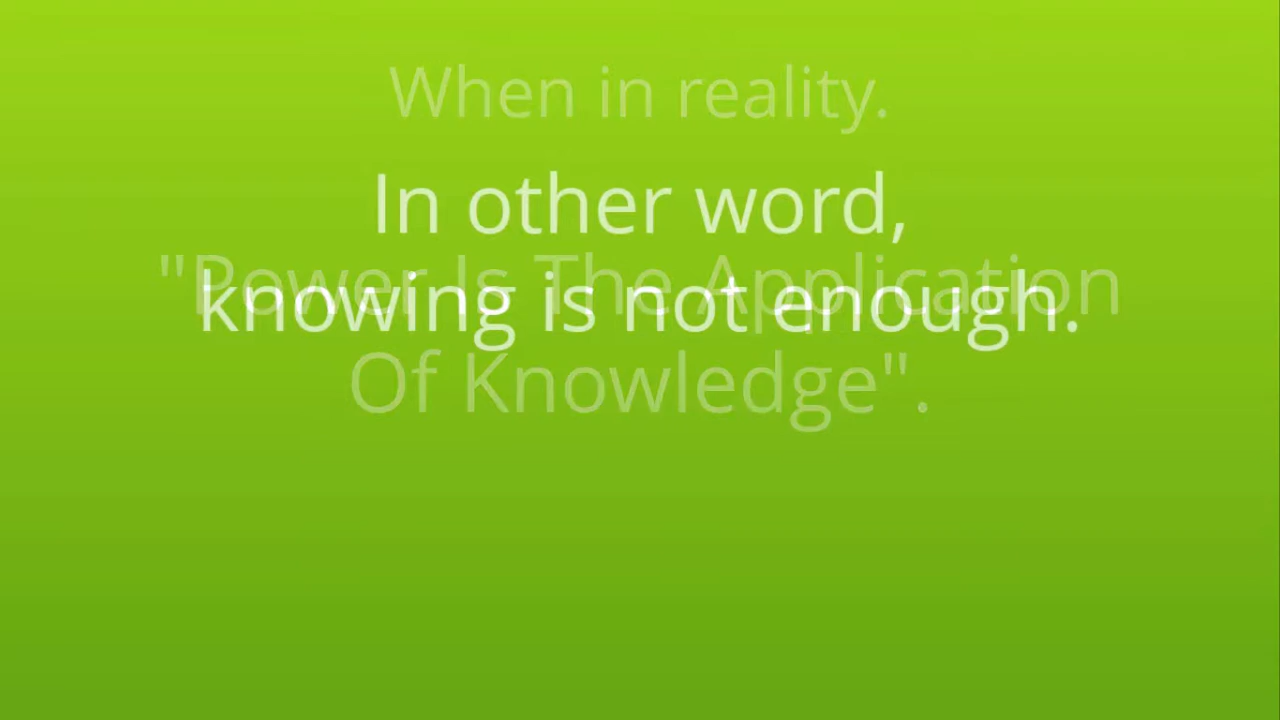 When in reality.
In other word,
"Power Is The Application
knowing is not enough.
Of Knowledge".